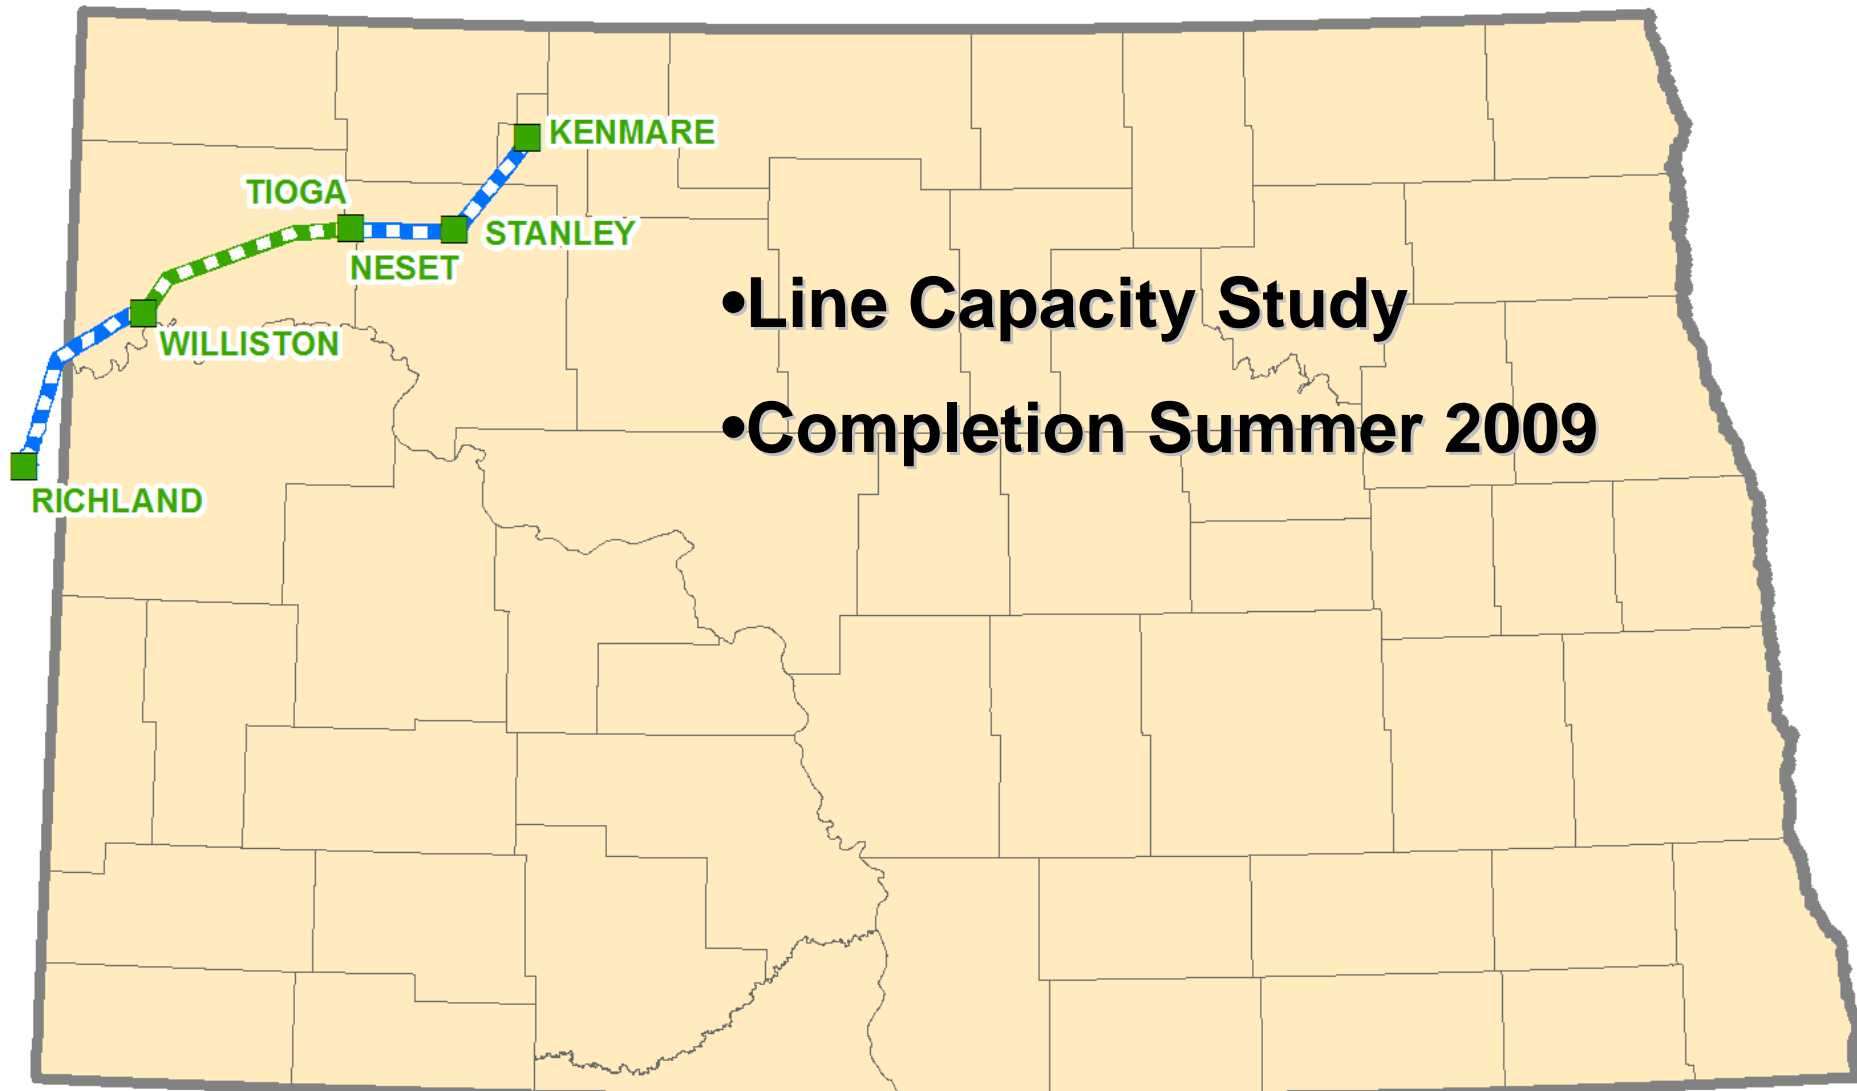 KENMARE
TIOGA
STANLEY
NESET
•Line Capacity Study
WILLISTON
•Completion Summer 2009
RICHLAND